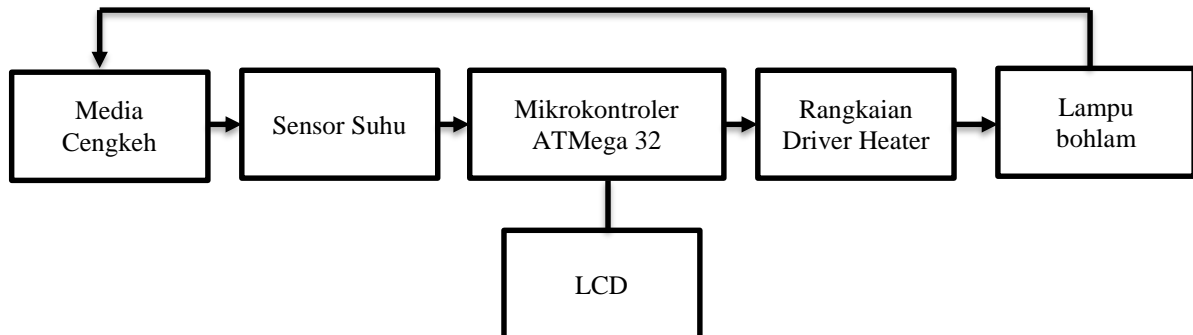 Media
Cengkeh
Sensor Suhu
Mikrokontroler
ATMega 32
Rangkaian
Driver Heater
Lampu
bohlam
LCD